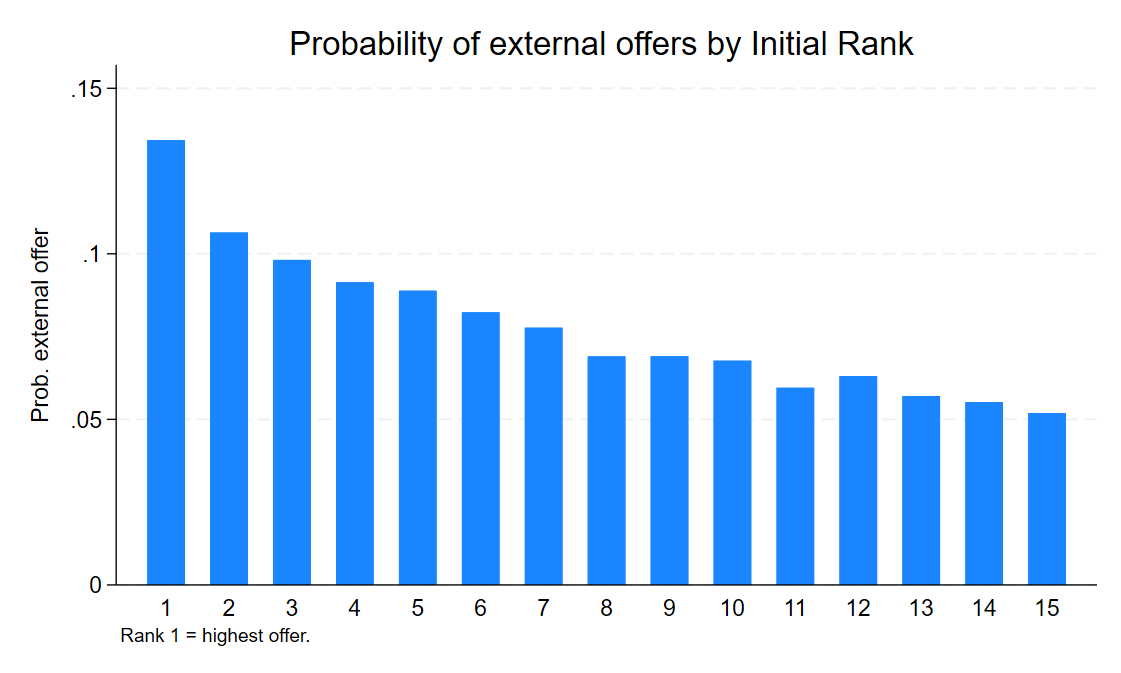 Probability of external offers by Initial Rank
.15
.1
.05
0
Prob. external offer
1 2 3 4 5 6 7 8 9 10 11 12 13 14 15
Rank 1 = highest offer.